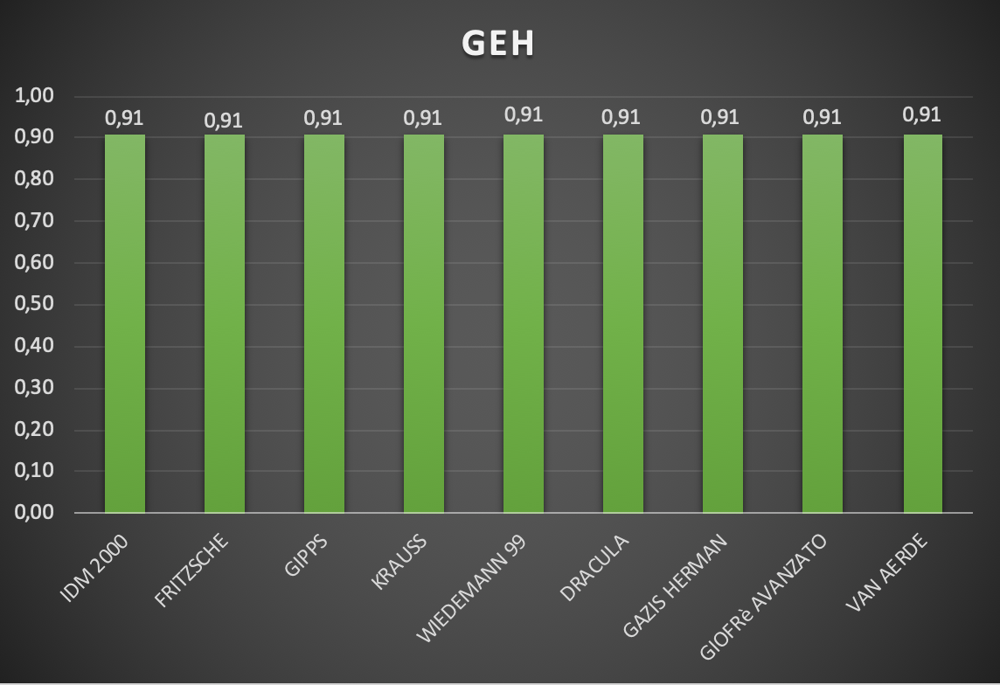 GEH
1,00
0,90
0,80
0,70
0,60
0,50
0,40
0,30
0,20
0,10
0,00
0,91
0,91
0,91
0,91
0,91
0,91
0,91
0,91
0,91
IDM 2000
FRITZSCHE
GIPPS
KRAUSS
WIEDEMANN 99
DRACULA
GAZIS HERMAN
GIOFRè AVANZATO
VAN AERDE